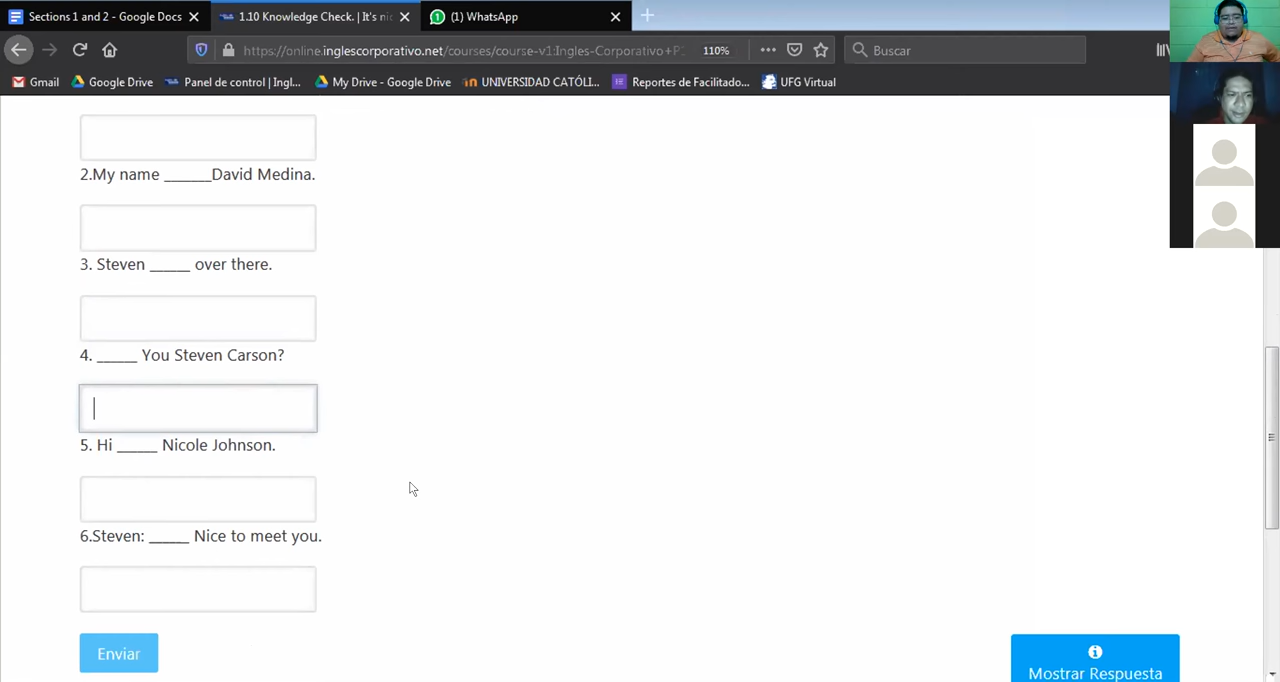 Sections 1 and 2 - Google Docs
1.10 Knowledge Check. | It's ni
(1) WhatsApp
https://online.inglescorporativo.net/courses/course-v1:Ingles-Corporativo+P
110%
Buscar
Gmail
Google Drive
Panel de control | Ingl...
My Drive - Google Drive
UNIVERSIDAD CATÓLI...
Reportes de Facilitado...
UFG Virtual
2.My name ______David Medina.
3. Steven _____ over there.
4. _____ You Steven Carson?
5. Hi _____ Nicole Johnson.
6.Steven: _____ Nice to meet you.
Enviar
Mostrar Respuesta